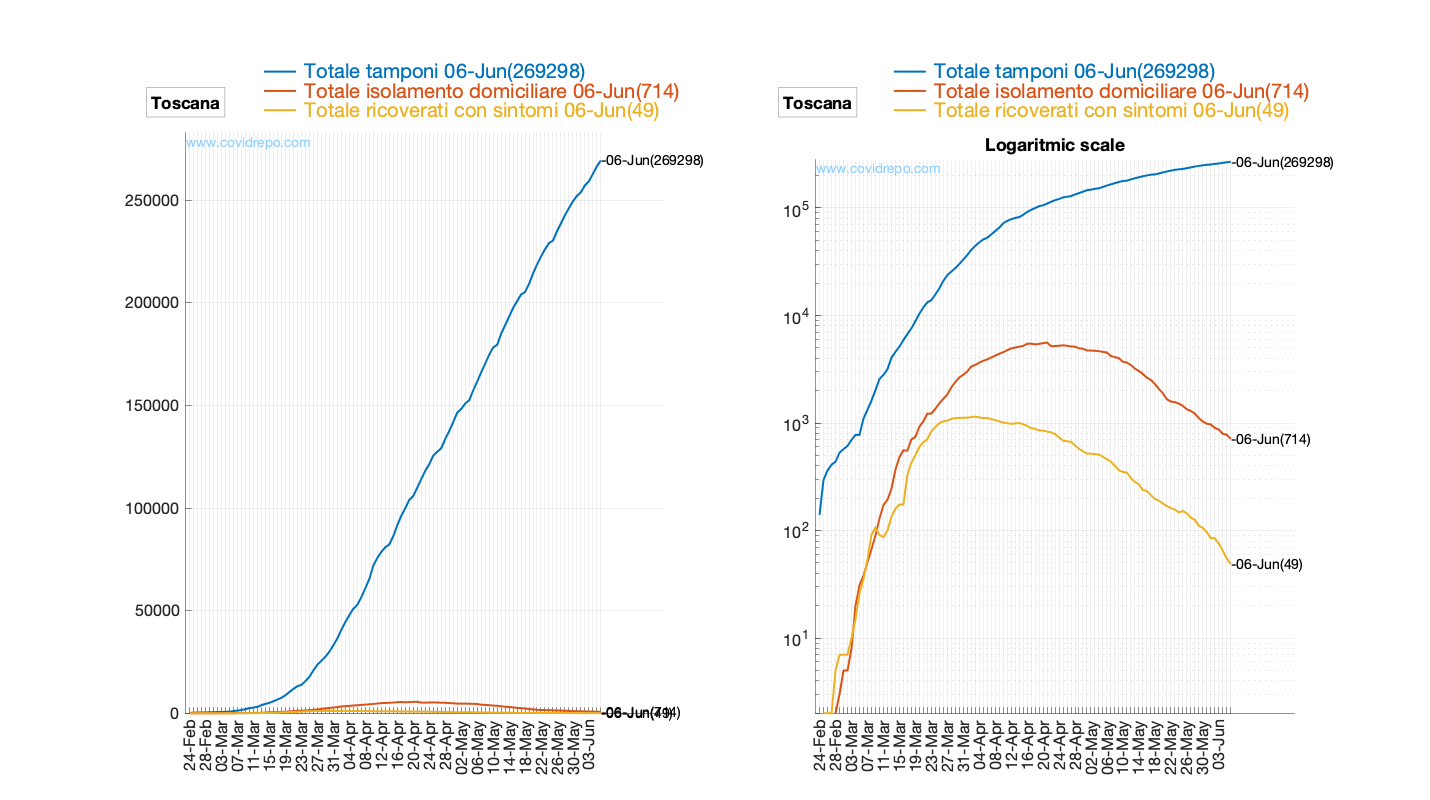 Totale tamponi 06-Jun(269298)
Totale isolamento domiciliare 06-Jun(714)
Totale ricoverati con sintomi 06-Jun(49)
Toscana
www.covidrepo.com
-06-Jun(269298)
250000
200000
150000
100000
50000
0
-06-Jun(714)
-06-Jun(49)
24-Feb
28-Feb
03-Mar
07-Mar
11-Mar
15-Mar
19-Mar
23-Mar
27-Mar
31-Mar
04-Apr
08-Apr
12-Apr
16-Apr
20-Apr
24-Apr
28-Apr
02-May
06-May
10-May
14-May
18-May
22-May
26-May
30-May
03-Jun
Totale tamponi 06-Jun(269298)
Totale isolamento domiciliare 06-Jun(714)
Totale ricoverati con sintomi 06-Jun(49)
Toscana
Logaritmic scale
www.covidrepo.com
-06-Jun(269298)
10^5
10^4
10^3
-06-Jun(714)
10^2
-06-Jun(49)
10^1
24-Feb
28-Feb
03-Mar
07-Mar
11-Mar
15-Mar
19-Mar
23-Mar
27-Mar
31-Mar
04-Apr
08-Apr
12-Apr
16-Apr
20-Apr
24-Apr
28-Apr
02-May
06-May
10-May
14-May
18-May
22-May
26-May
30-May
03-Jun